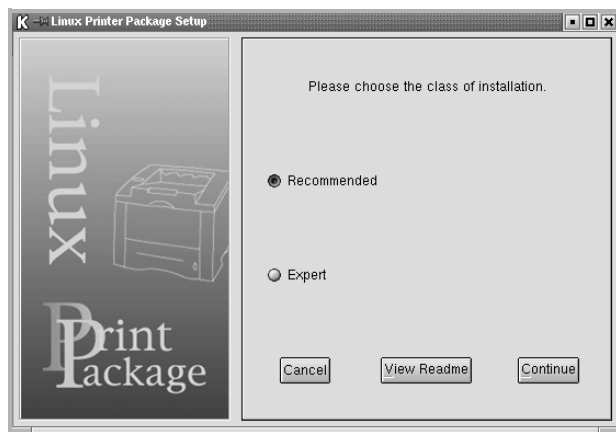 Linux Printer Package Setup
Linux
Print
Package
Please choose the class of installation.
Recommended
Expert
Cancel
View Readme
Continue